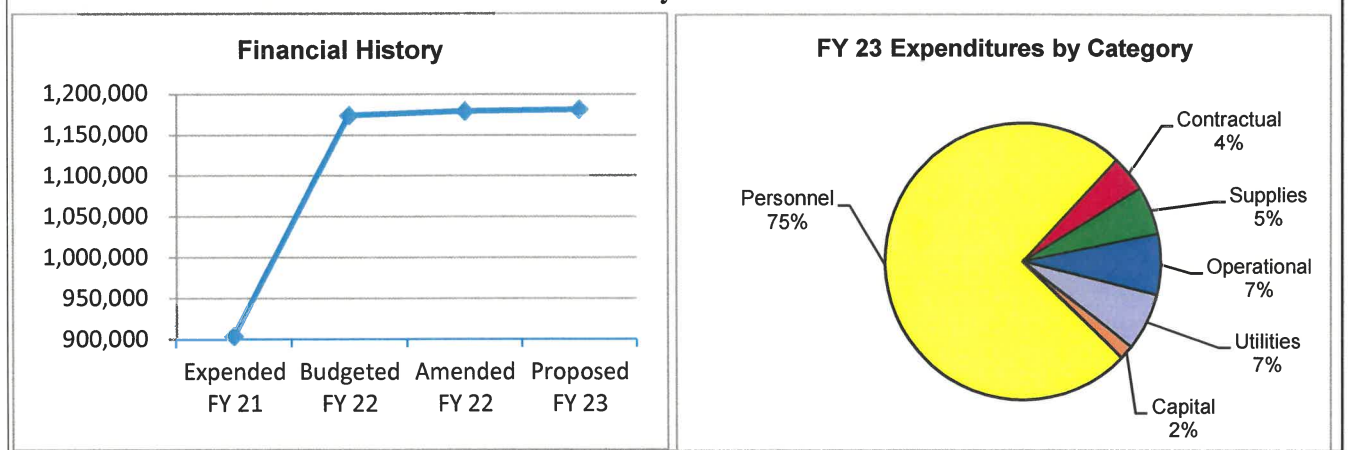 Financial History
1,200,000
1,150,000
1,100,000
1,050,000
1,000,000
950,000
900,000
Expended Budgeted Amended Proposed
FY 21 FY 22 FY 22 FY 23
FY 23 Expenditures by Category
Contractual
4%
Personnel
75%
Supplies
5%
Operational
7%
Utilities
7%
Capital
2%